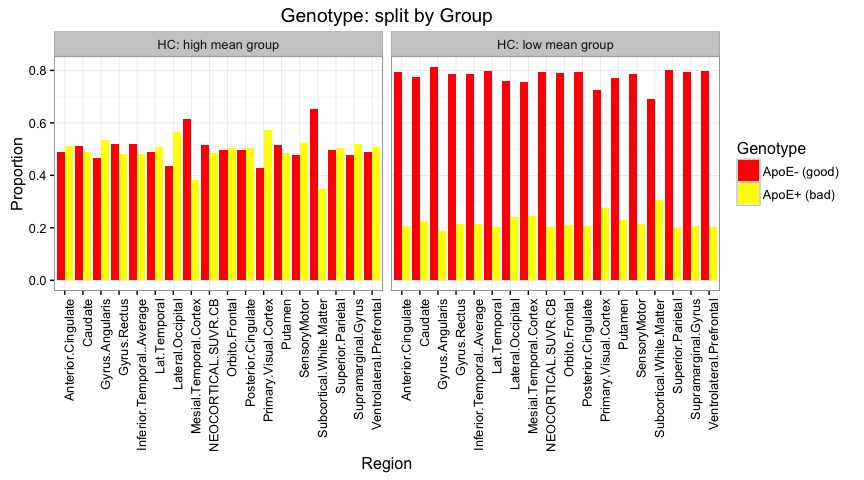 Genotype: split by Group
HC: high mean group
HC: low mean group
Proportion
0.8
0.6
0.4
0.2
0.0
Anterior.Cingulate
Caudate
Gyrus.Angularis
Gyrus.Rectus
Inferior.Temporal..Average
Lat.Temporal
Lateral.Occipital
Mesial.Temporal.Cortex
NEOCORTICAL.SUVR.CB
Orbito.Frontal
Posterior.Cingulate
Primary.Visual.Cortex
Putamen
SensoryMotor
Subcortical.White.Matter
Superior.Parietal
Supramarginal.Gyrus
Ventrolateral.Prefrontal
Anterior.Cingulate
Caudate
Gyrus.Angularis
Gyrus.Rectus
Inferior.Temporal..Average
Lat.Temporal
Lateral.Occipital
Mesial.Temporal.Cortex
NEOCORTICAL.SUVR.CB
Orbito.Frontal
Posterior.Cingulate
Primary.Visual.Cortex
Putamen
SensoryMotor
Subcortical.White.Matter
Superior.Parietal
Supramarginal.Gyrus
Ventrolateral.Prefrontal
Region
Genotype
ApoE- (good)
ApoE+ (bad)